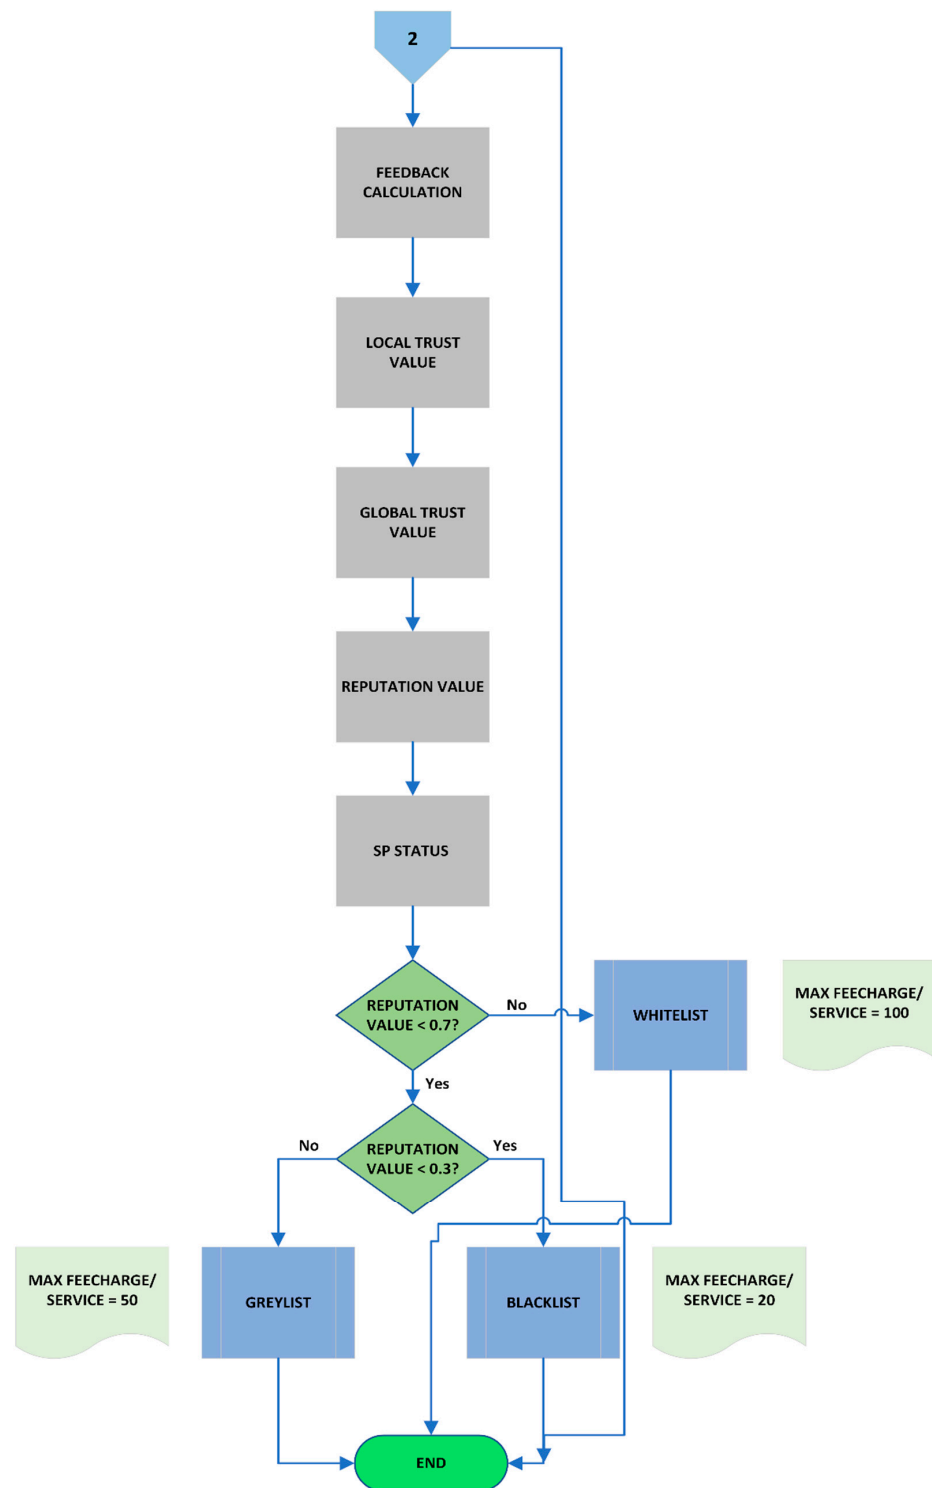 2
FEEDBACK
CALCULATION
LOCAL TRUST
VALUE
GLOBAL TRUST
VALUE
REPUTATION VALUE
SP STATUS
REPUTATION
VALUE < 0.7?
No
WHITELIST
MAX FEECHARGE/
SERVICE = 100
Yes
No
REPUTATION
VALUE < 0.3?
Yes
MAX FEECHARGE/
SERVICE = 50
GREYLIST
BLACKLIST
MAX FEECHARGE/
SERVICE = 20
END